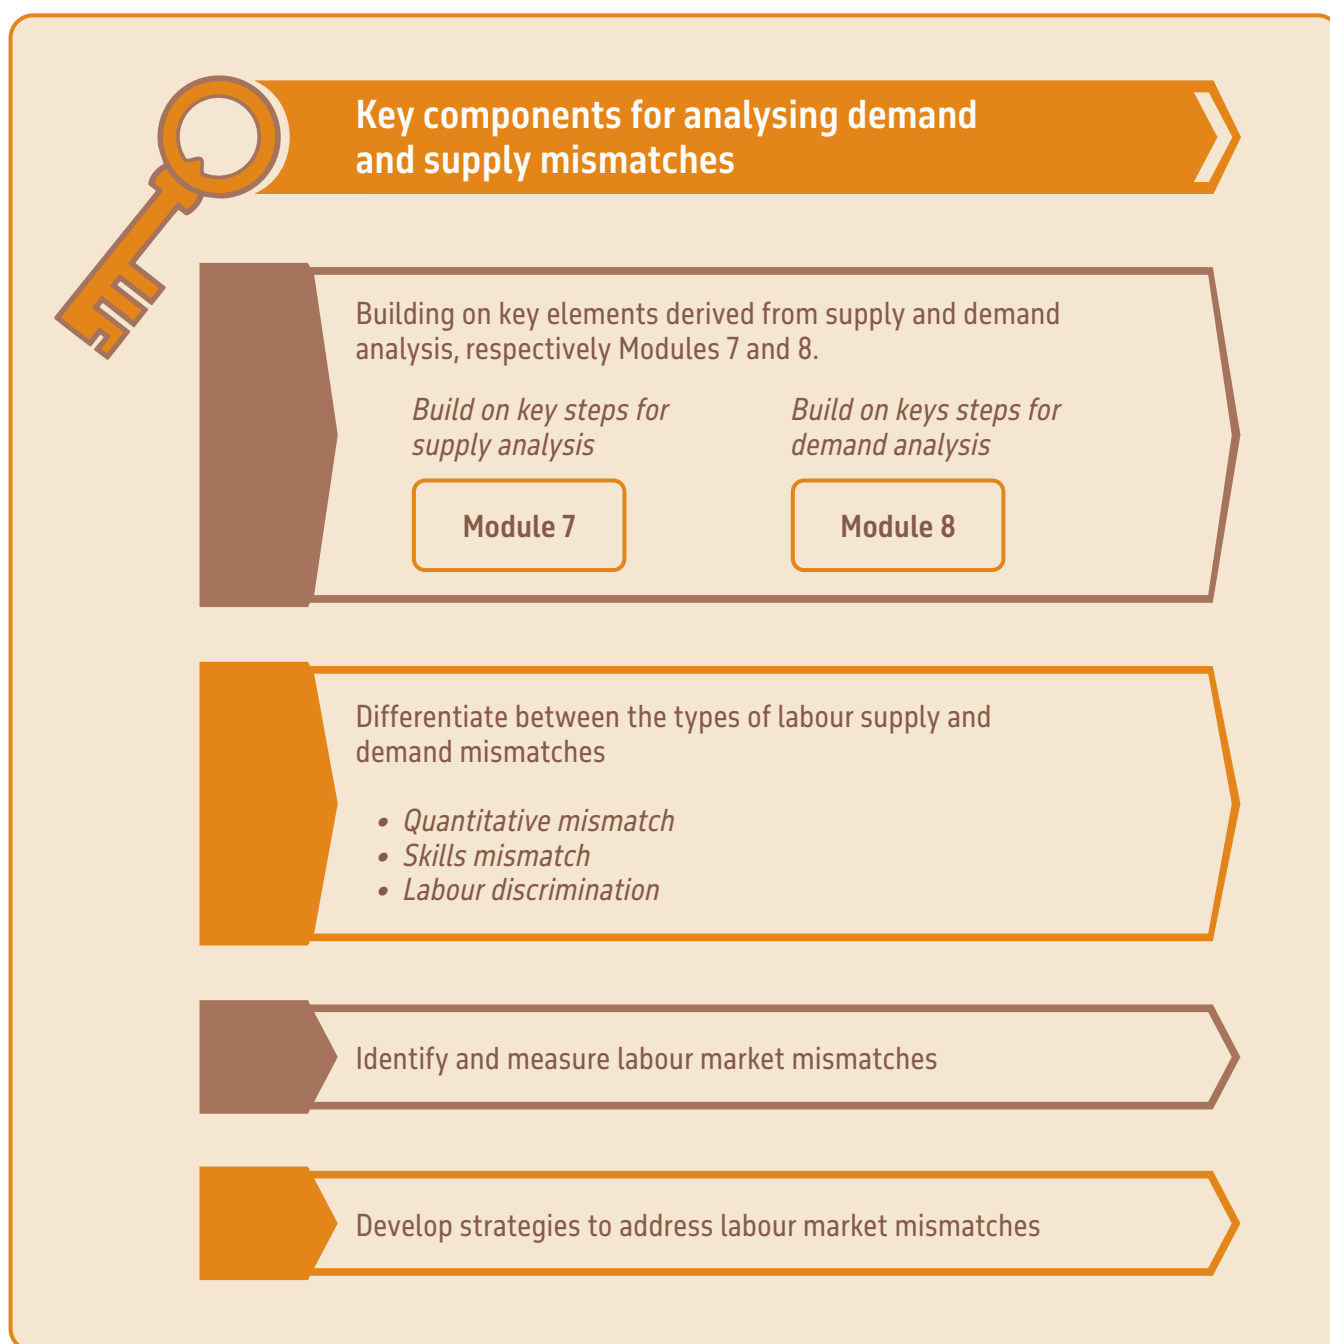 Key components for analysing demand
and supply mismatches
Building on key elements derived from supply and demand
analysis, respectively Modules 7 and 8.
Build on key steps for
supply analysis
Module 7
Build on keys steps for
demand analysis
Module 8
Differentiate between the types of labour supply and
demand mismatches
• Quantitative mismatch
• Skills mismatch
• Labour discrimination
Identify and measure labour market mismatches
Develop strategies to address labour market mismatches